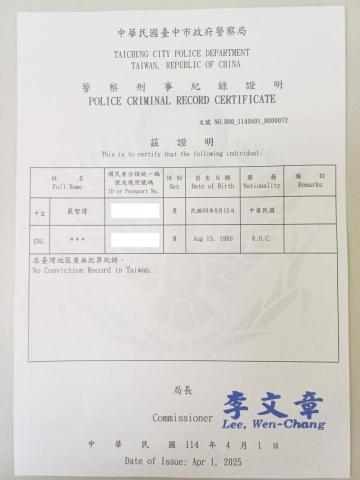 中華民國臺中市政府警察局
TAICHUNG CITY POLICE DEPARTMENT
TAIWAN, REPUBLIC OF CHINA
警察刑事紀錄證明
POLICE CRIMINAL RECORD CERTIFICATE
文號 NO.B00_1140401_B000072
茲證明
This is to certify that the following individual:
姓名 Full Name 國民身分證統一編號或護照號碼 ID or Passport No. 性別 Sex 出生日期 Date of Birth 國籍 Nationality 備註 Remarks
中文 嚴智偉 男 民國69年8月15日 中華民國
ENG *** M Aug 15, 1980 R.O.C.
在臺灣地區查無犯罪紀錄。
No Conviction Record in Taiwan.
局長
Commissioner 李文章
Lee, Wen-Chang
中華民國 114 年 4 月 1 日
Date of Issue: Apr 1, 2025